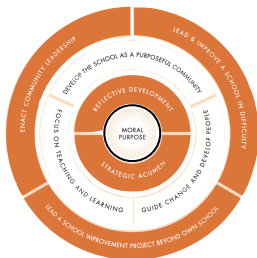 ENACT COMMUNITY LEADERSHIP
LEAD & IMPROVE A SCHOOL IN DIFFICULTY
DEVELOP THE SCHOOL AS A PURPOSEFUL COMMUNITY
REFLECTIVE DEVELOPMENT
MORAL
PURPOSE
STRATEGIC ACUMEN
FOCUS ON TEACHING AND LEARNING
GUIDE CHANGE AND DEVELOP PEOPLE
LEAD A SCHOOL IMPROVEMENT PROJECT BEYOND OWN SCHOOL